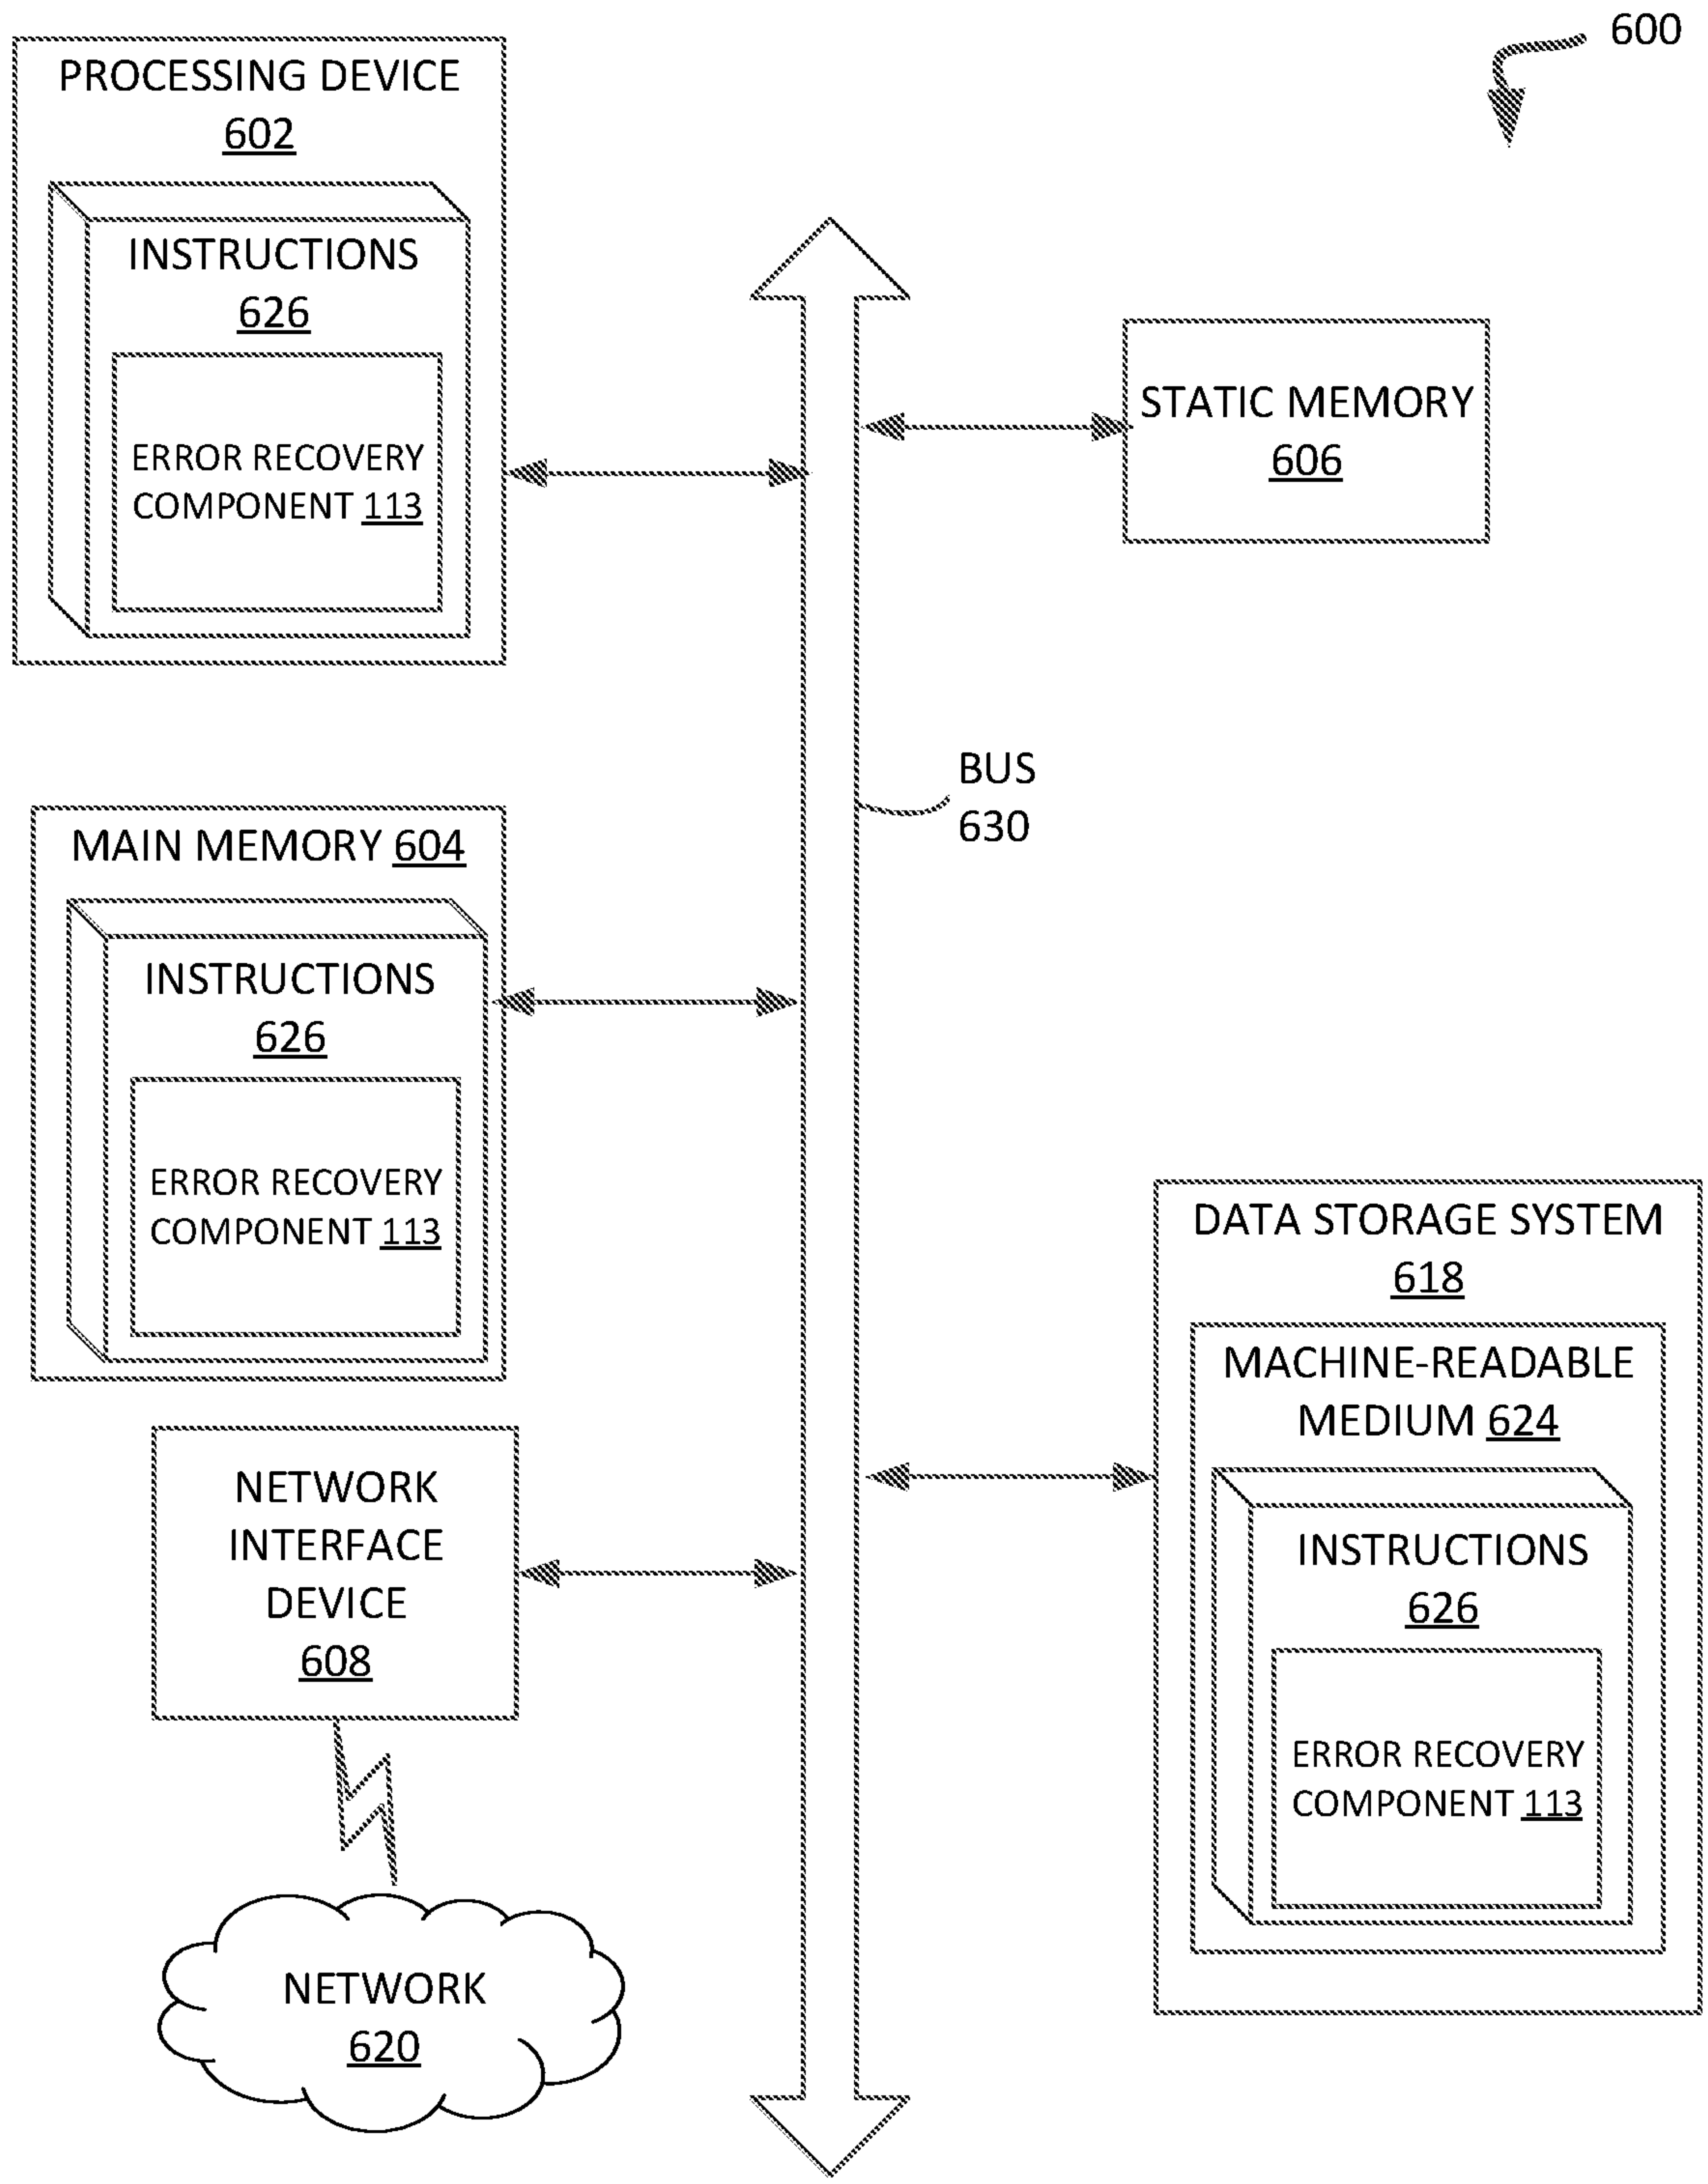 600
PROCESSING DEVICE
602
INSTRUCTIONS
626
ERROR RECOVERY
COMPONENT 113
STATIC MEMORY
606
BUS
630
MAIN MEMORY 604
INSTRUCTIONS
626
ERROR RECOVERY
COMPONENT 113
DATA STORAGE SYSTEM
618
MACHINE-READABLE
MEDIUM 624
INSTRUCTIONS
626
ERROR RECOVERY
COMPONENT 113
NETWORK
INTERFACE
DEVICE
608
NETWORK
620